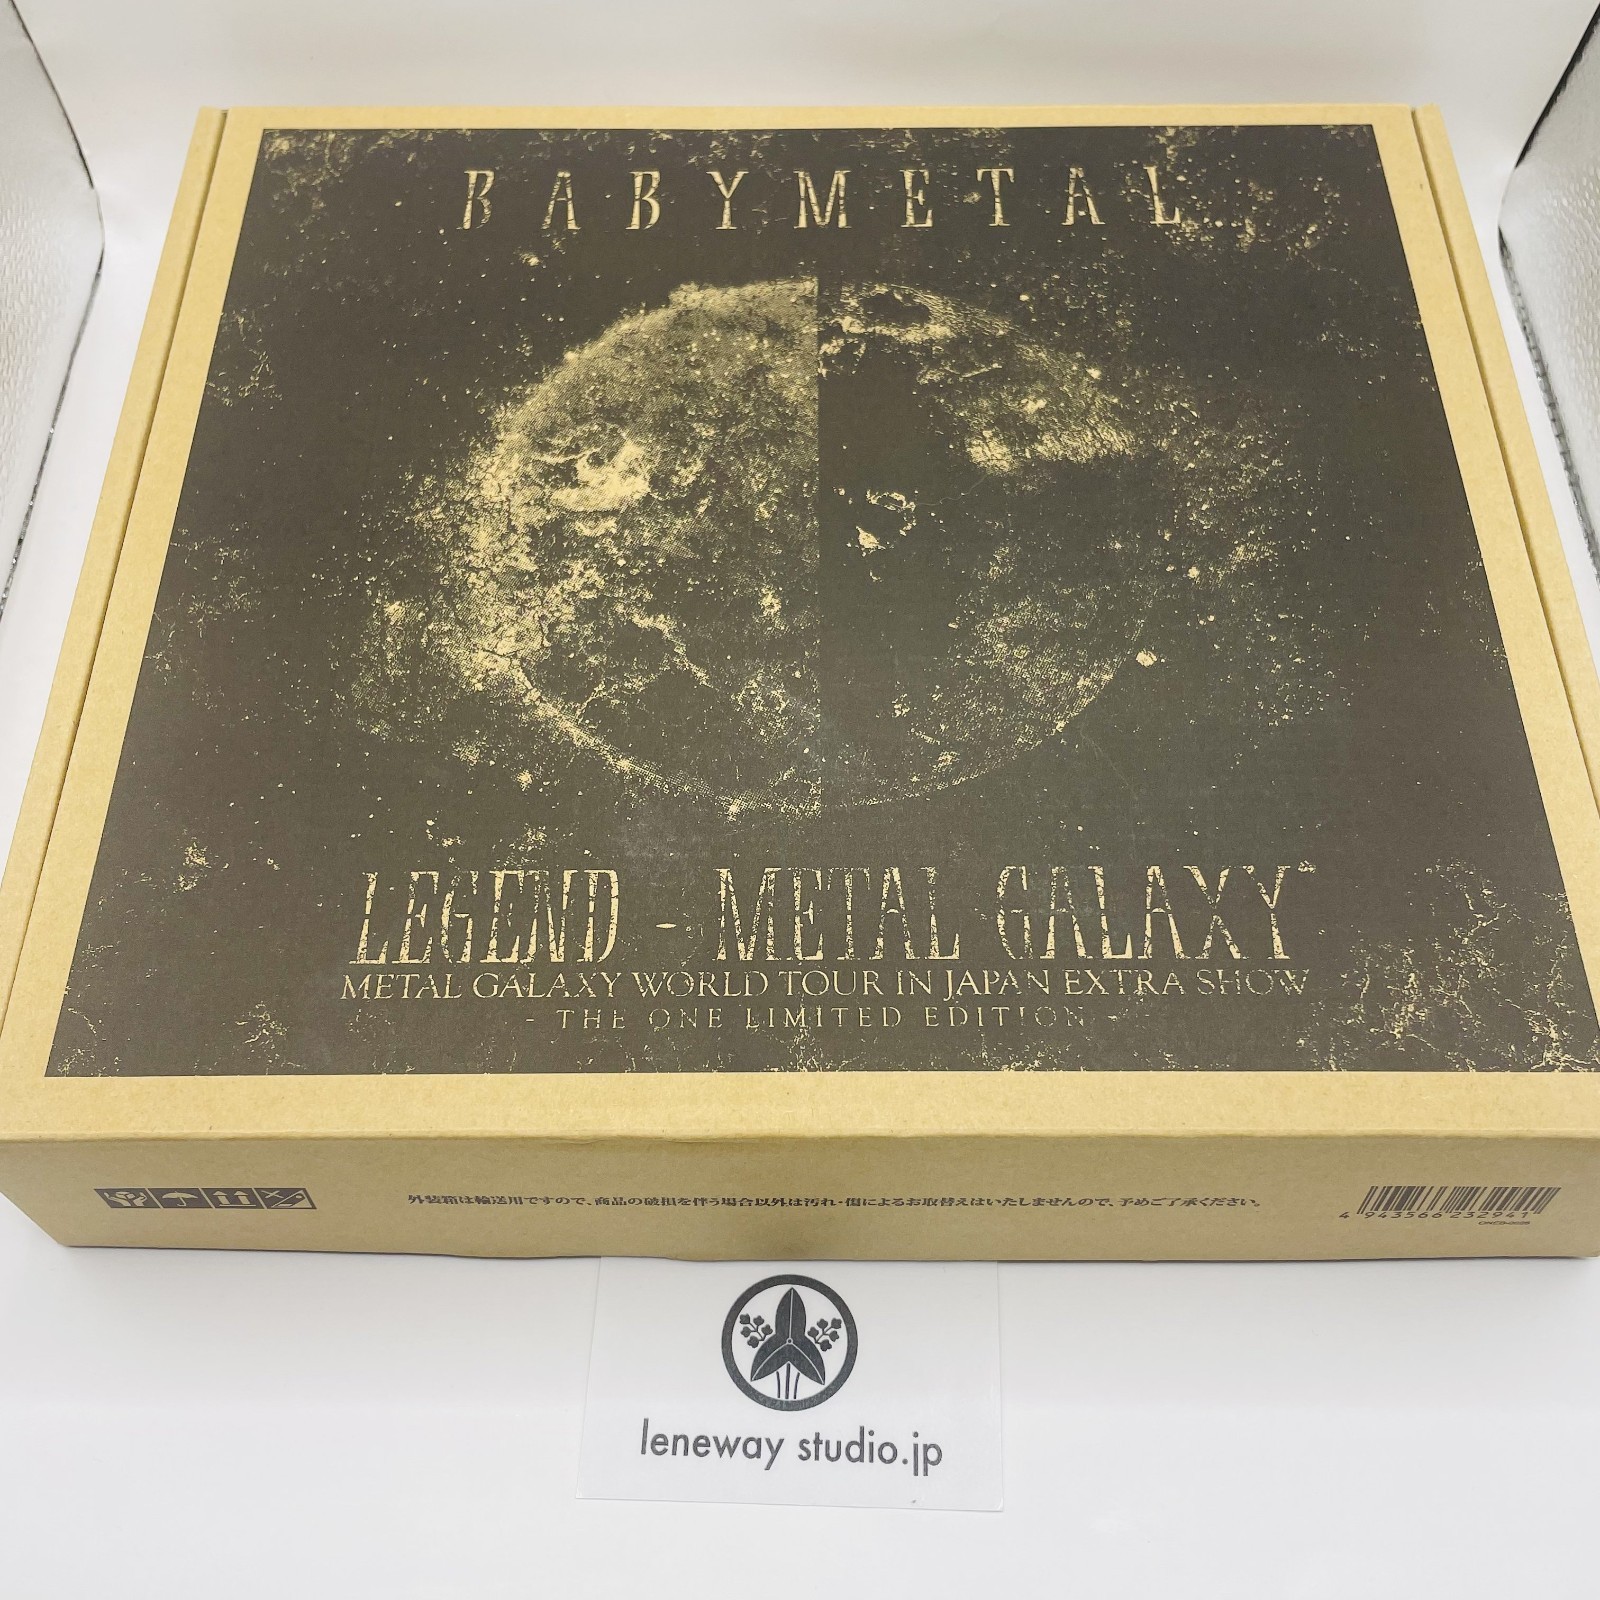 BABYMETAL
LEGEND - METAL GALAXY
METAL GALAXY WORLD TOUR IN JAPAN EXTRA SHOW
- THE ONE LIMITED EDITION -
外装箱は輸送用ですので、商品の破損を伴う場合以外は汚れ・傷によるお取替えはいたしませんので、予めご了承ください。
4 943566 232941
leneway studio.jp